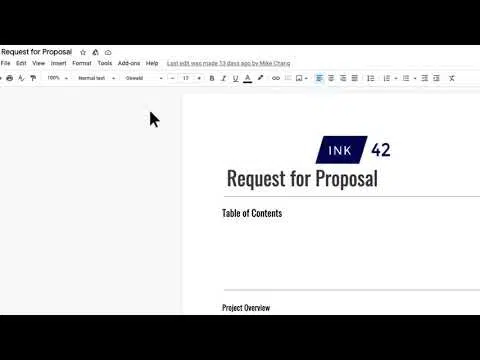 Request for Proposal
File Edit View Insert Format Tools Add-ons Help Last edit was made 13 days ago by Mike Chang
100% Normal text Oswald 17 B I U A
INK 42
Request for Proposal
Table of Contents
Project Overview